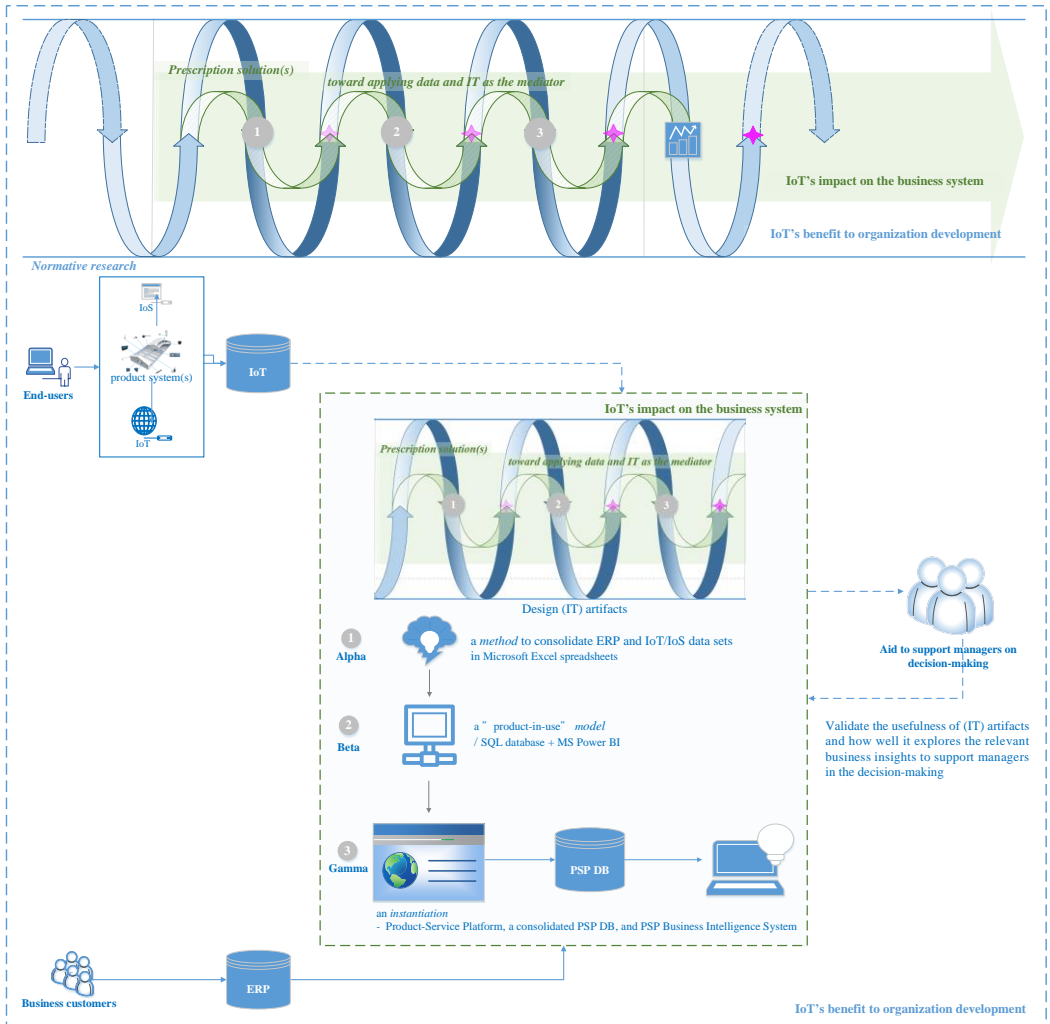 Prescription solution(s)
toward applying data and IT as the mediator
1
2
3
IoT's impact on the business system
IoT's benefit to organization development
Normative research
IoS
product system(s)
IoT
End-users
IoT
IoT's impact on the business system
Prescription solution(s)
toward applying data and IT as the mediator
1
2
3
Design (IT) artifacts
1
Alpha
a method to consolidate ERP and IoT/IoS data sets
in Microsoft Excel spreadsheets
Aid to support managers on
decision-making
2
Beta
a " product-in-use" model
/ SQL database + MS Power BI
Validate the usefulness of (IT) artifacts
and how well it explores the relevant
business insights to support managers
in the decision-making
3
Gamma
PSP DB
an instantiation
- Product-Service Platform, a consolidated PSP DB, and PSP Business Intelligence System
Business customers
ERP
IoT's benefit to organization development